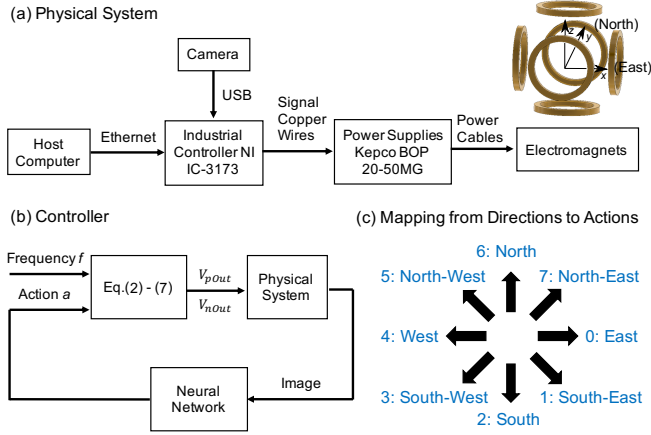 (a) Physical System
Camera
USB
Host
Computer
Ethernet
Industrial
Controller NI
IC-3173
Signal
Copper
Wires
Power Supplies
Kepco BOP
20-50MG
Power
Cables
Electromagnets
z
y
(North)
(East)
x
(b) Controller
Frequency f
Action a
Eq.(2) - (7)
VpOut
VnOut
Physical
System
Neural
Network
Image
(c) Mapping from Directions to Actions
6: North
5: North-West
7: North-East
4: West
0: East
3: South-West
1: South-East
2: South